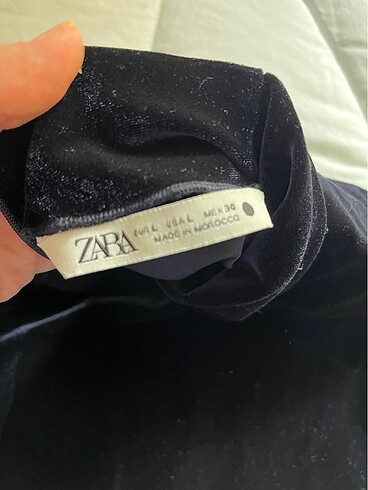 ZARA
EUR L USA L MEX 30
MADE IN MOROCCO